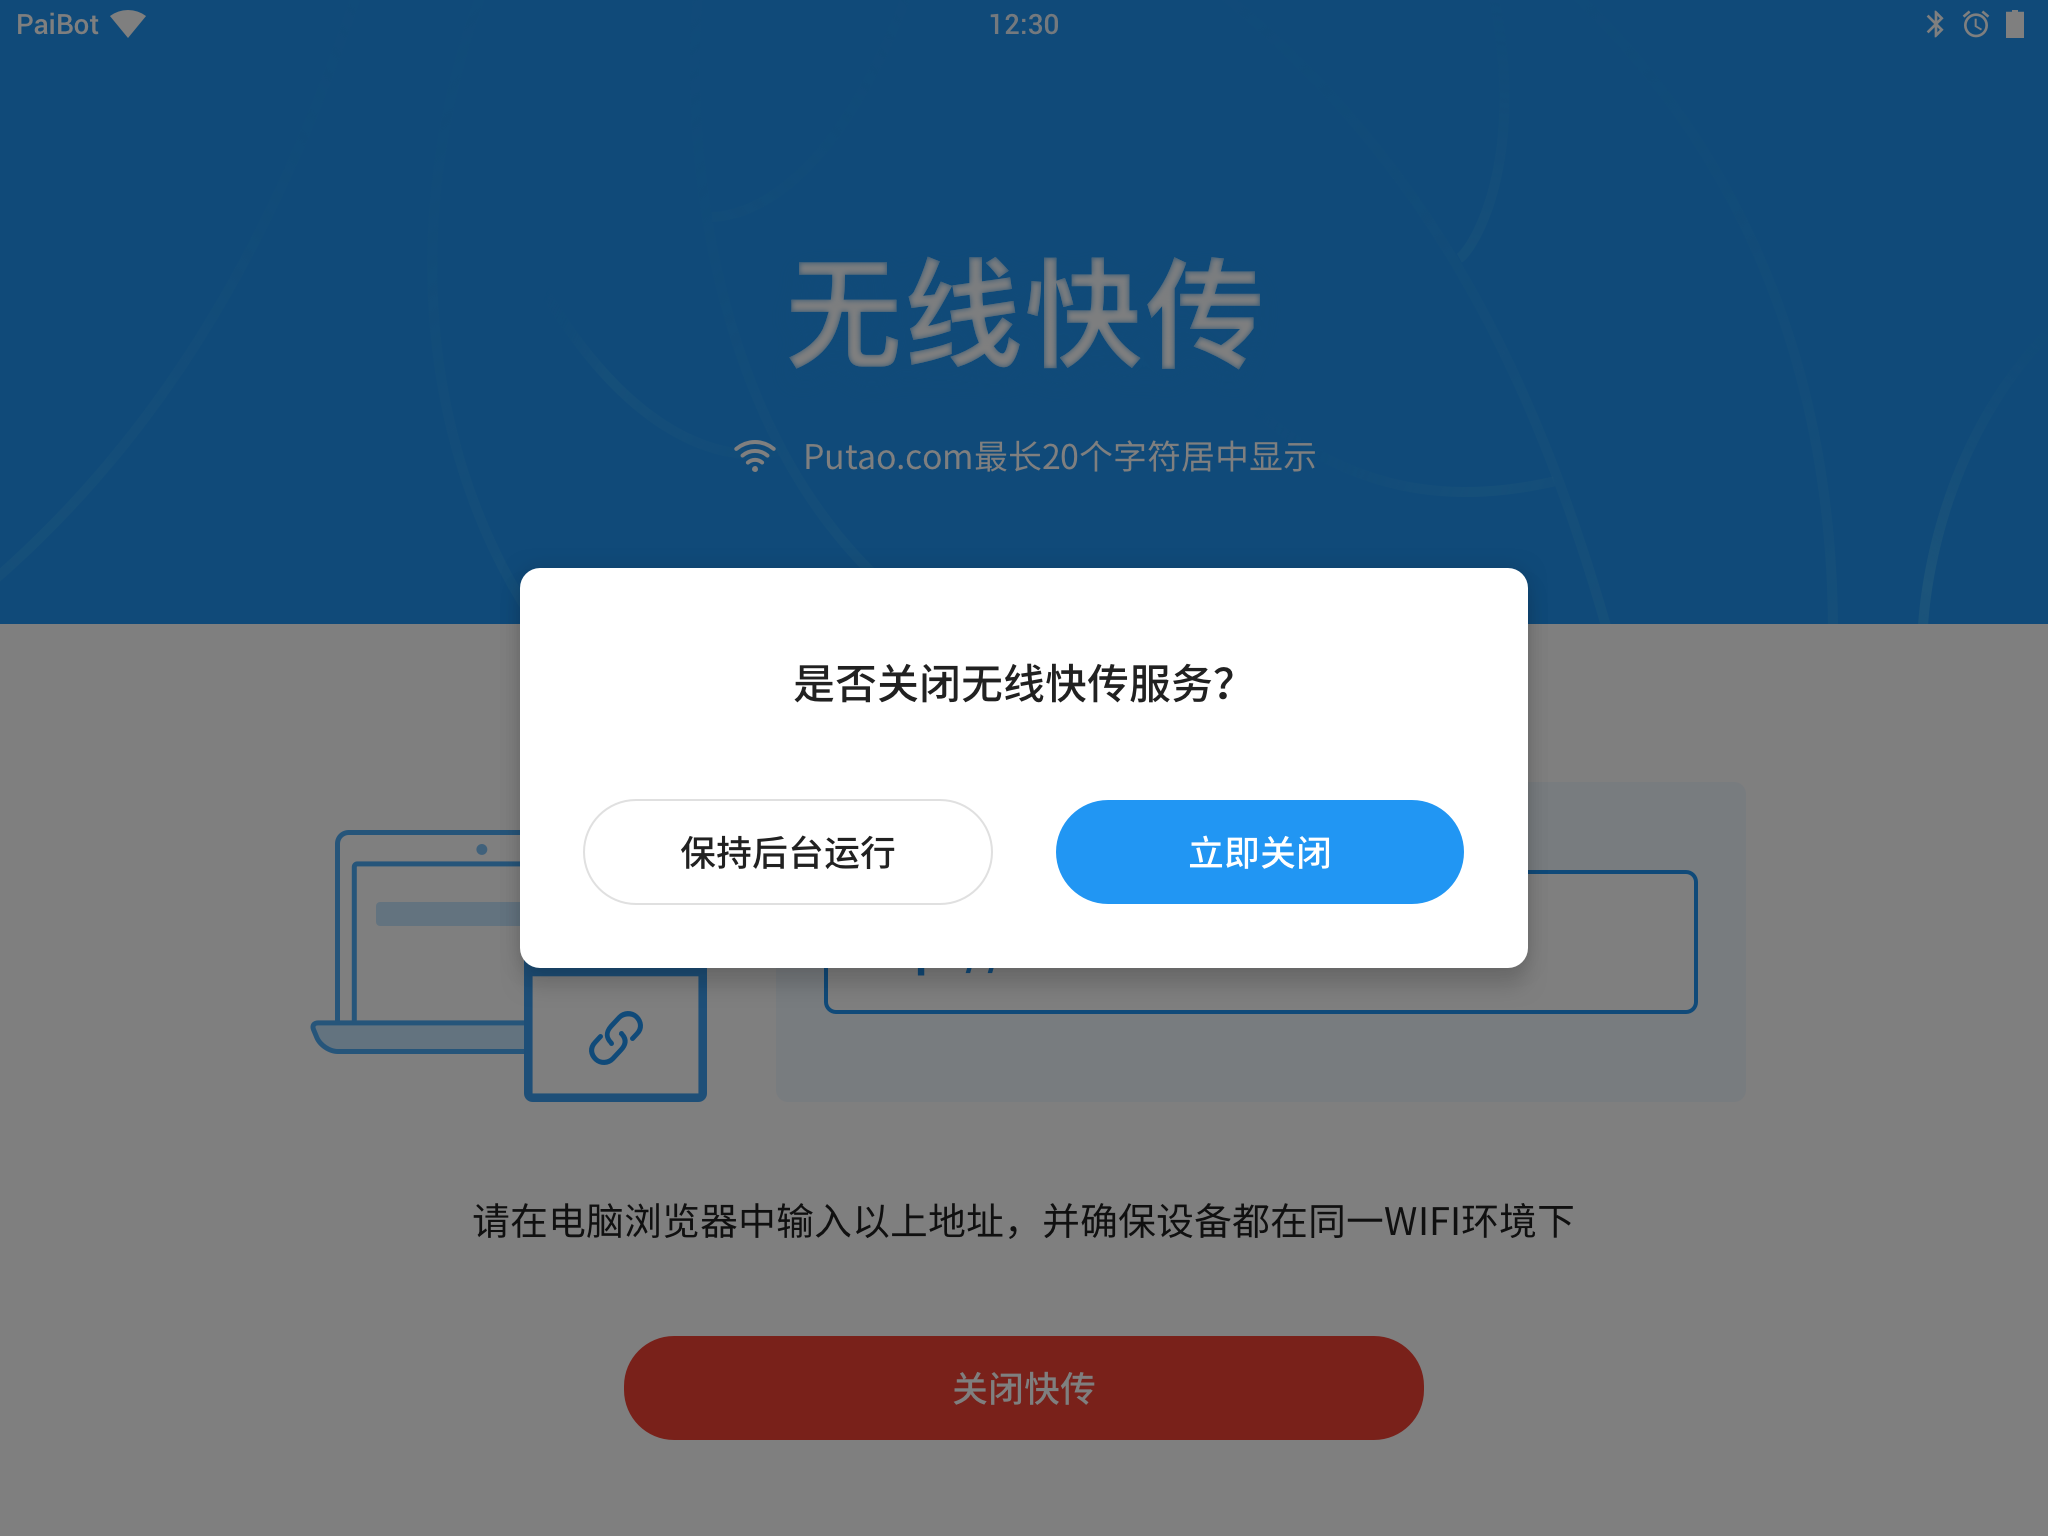 PaiBot
12:30
无线快传
Putao.com最长20个字符居中显示
是否关闭无线快传服务?
保持后台运行
立即关闭
请在电脑浏览器中输入以上地址，并确保设备都在同一WIFI环境下
关闭快传